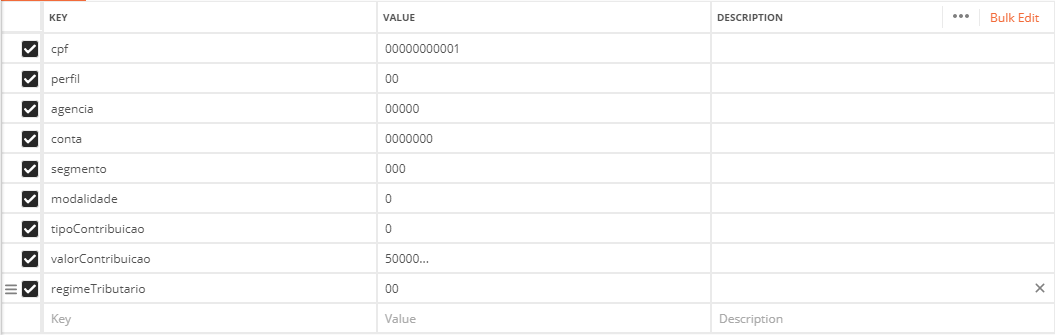 KEY VALUE DESCRIPTION ••• Bulk Edit
cpf 00000000001
perfil 00
agencia 00000
conta 0000000
segmento 000
modalidade 0
tipoContribuicao 0
valorContribuicao 50000...
regimeTributario 00
Key Value Description